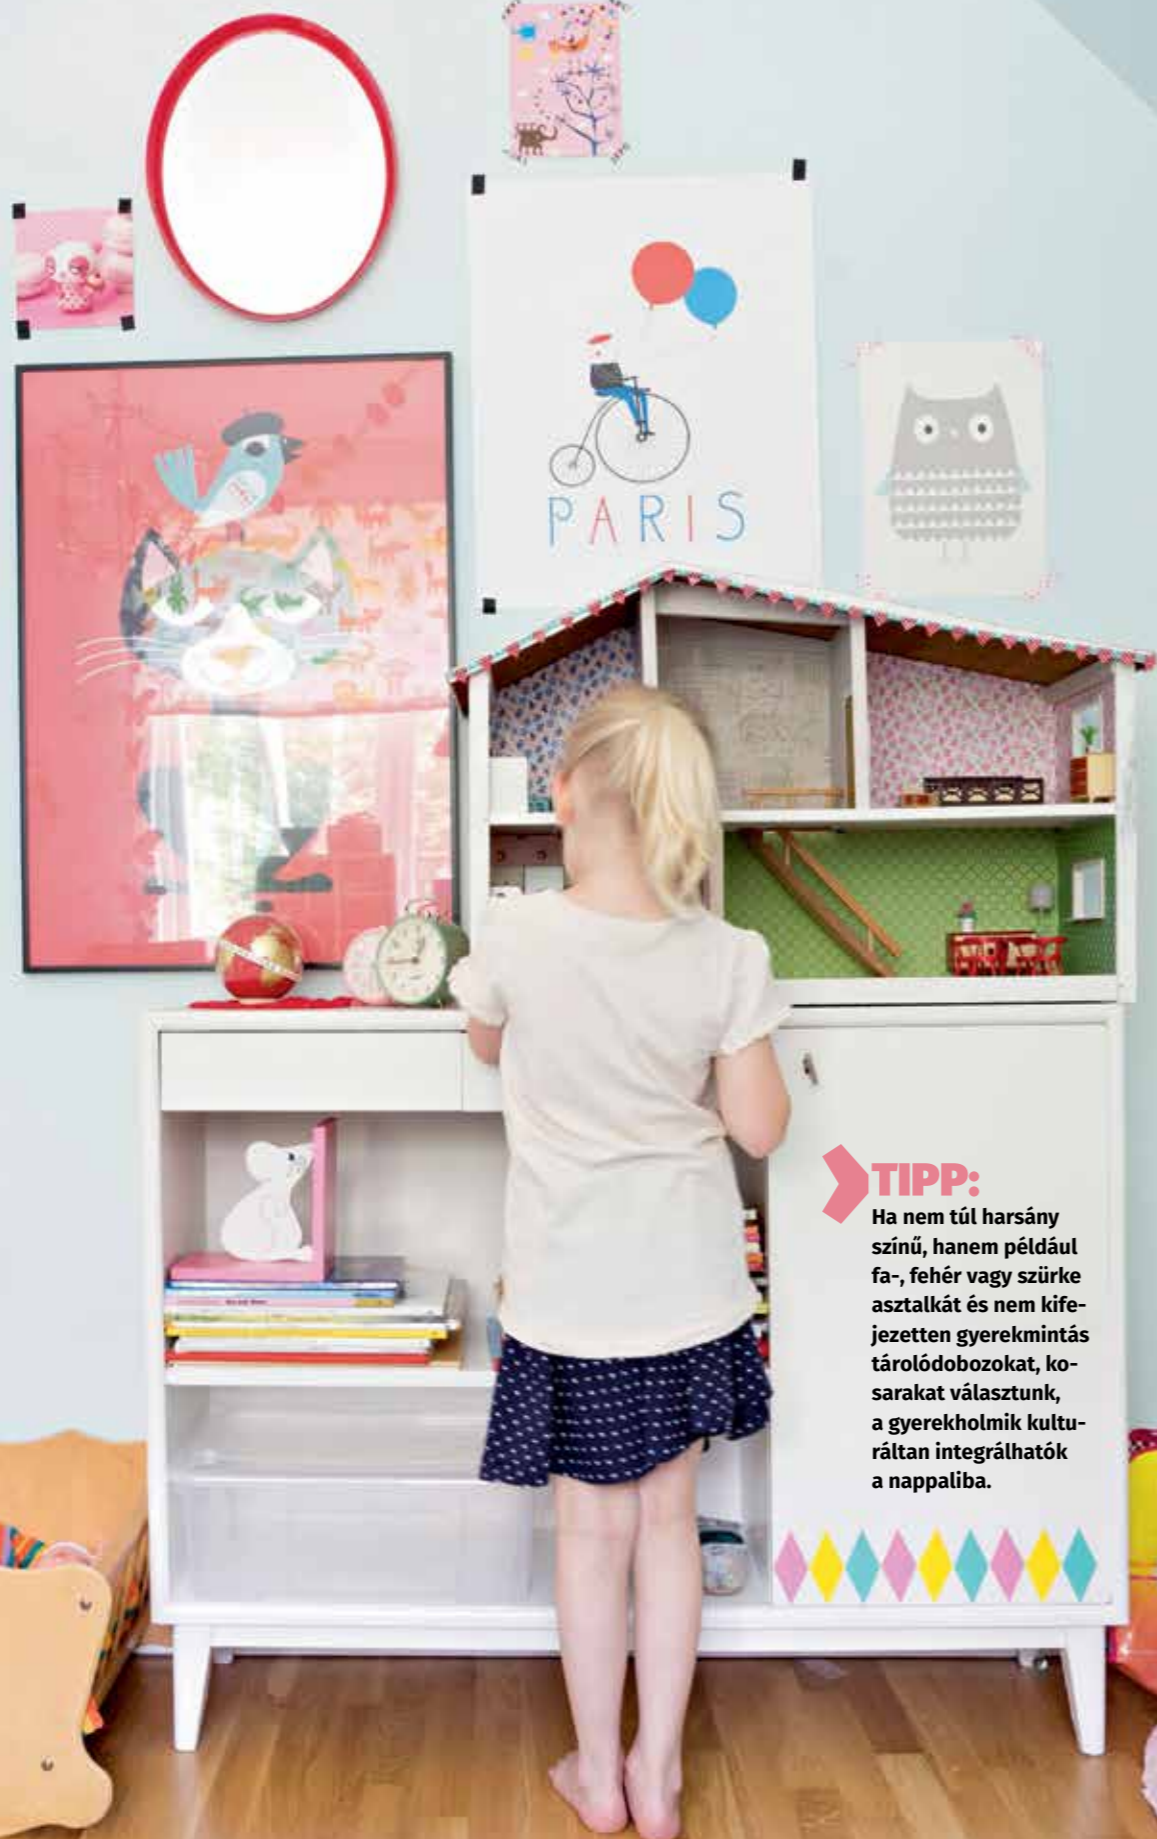 PARIS
TIPP:
Ha nem túl harsány
színű, hanem például
fa-, fehér vagy szürke
asztalkát és nem kife-
jezetten gyerekmintás
tárolódobozokat, ko-
sarakat választunk,
a gyerekholmik kultu-
ráltan integrálhatók
a nappaliba.